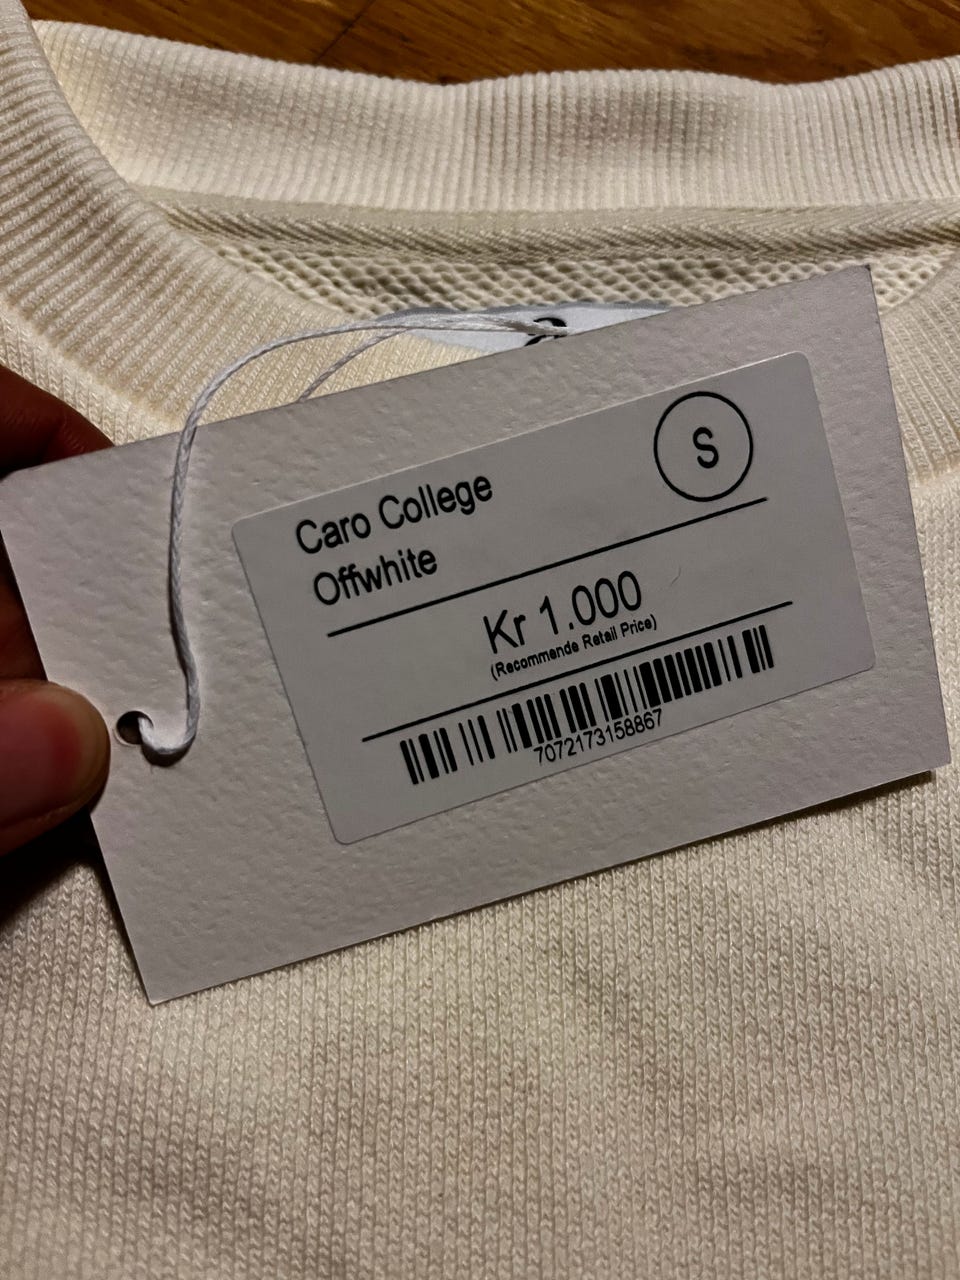 Caro College
Offwhite
S
Kr 1.000
(Recommende Retail Price)
7072173158867